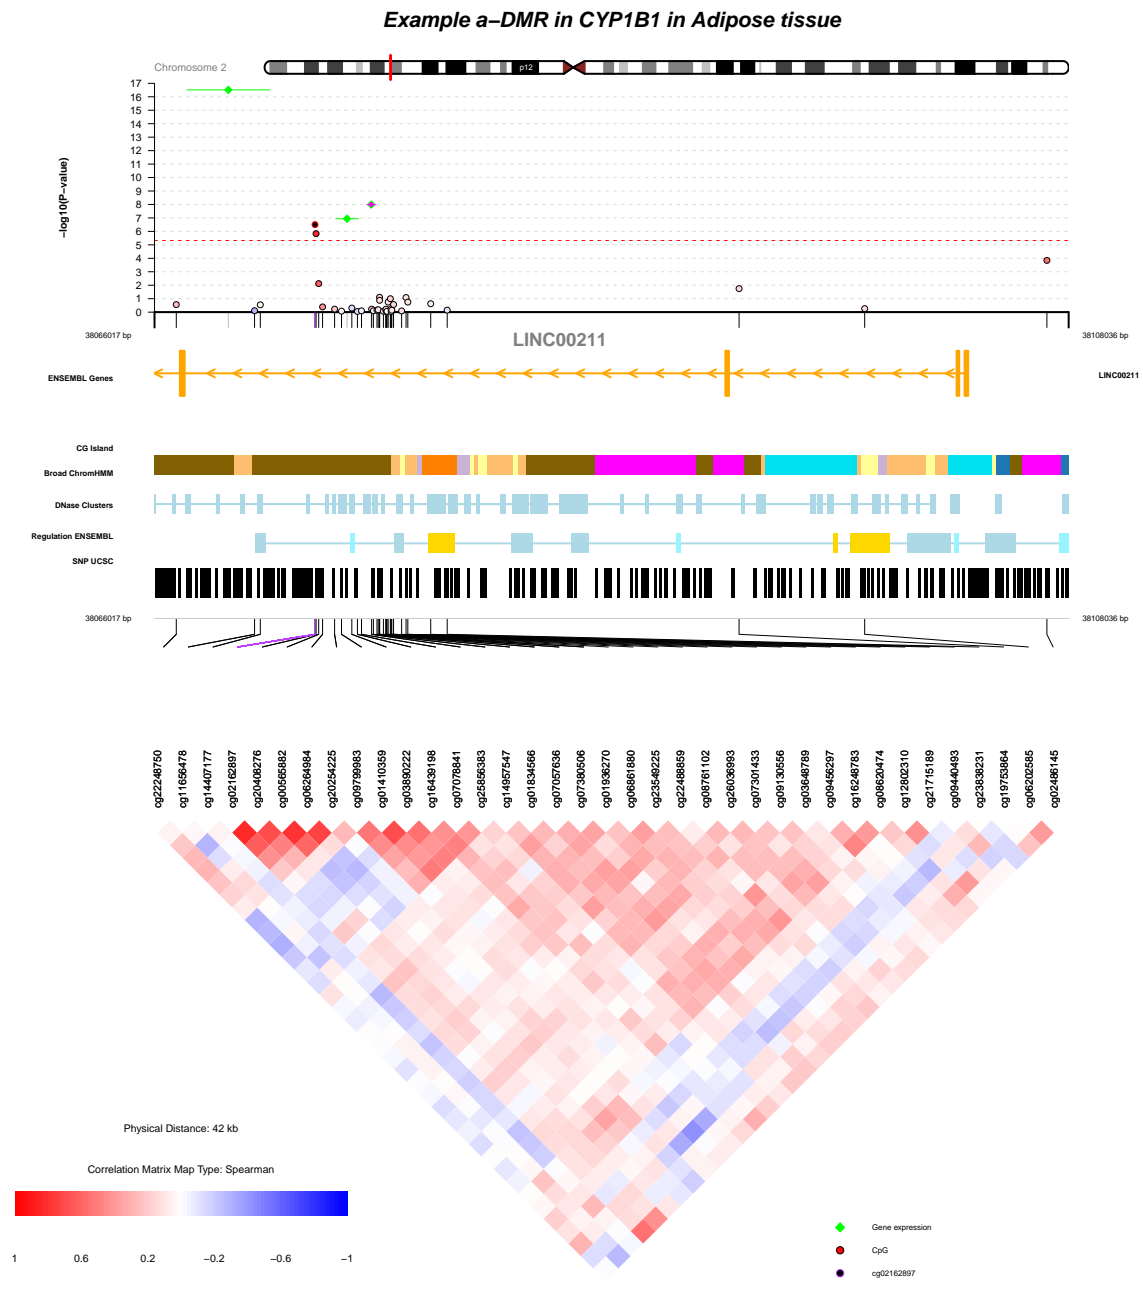 Example a–DMR in CYP1B1 in Adipose tissue
Chromosome 2
p12
–log10(P–value)
17
16
15
14
13
12
11
10
9
8
7
6
5
4
3
2
1
0
38066017 bp
38108036 bp
LINC00211
ENSEMBL Genes
LINC00211
CG Island
Broad ChromHMM
DNase Clusters
Regulation ENSEMBL
SNP UCSC
38066017 bp
38108036 bp
cg22248750
cg11656478
cg14407177
cg02162897
cg20408276
cg00565882
cg06264984
cg20254225
cg09799983
cg01410359
cg03890222
cg16439198
cg07078841
cg25856383
cg14957547
cg01834566
cg07057636
cg07380506
cg01936270
cg06861880
cg23549225
cg22488859
cg08761102
cg26036993
cg07301433
cg09130556
cg03648789
cg09456297
cg16248783
cg08620474
cg12802310
cg21715189
cg09440493
cg23838231
cg19753864
cg06202585
cg02486145
Physical Distance: 42 kb
Correlation Matrix Map Type: Spearman
1
0.6
0.2
–0.2
–0.6
–1
Gene expression
CpG
cg02162897